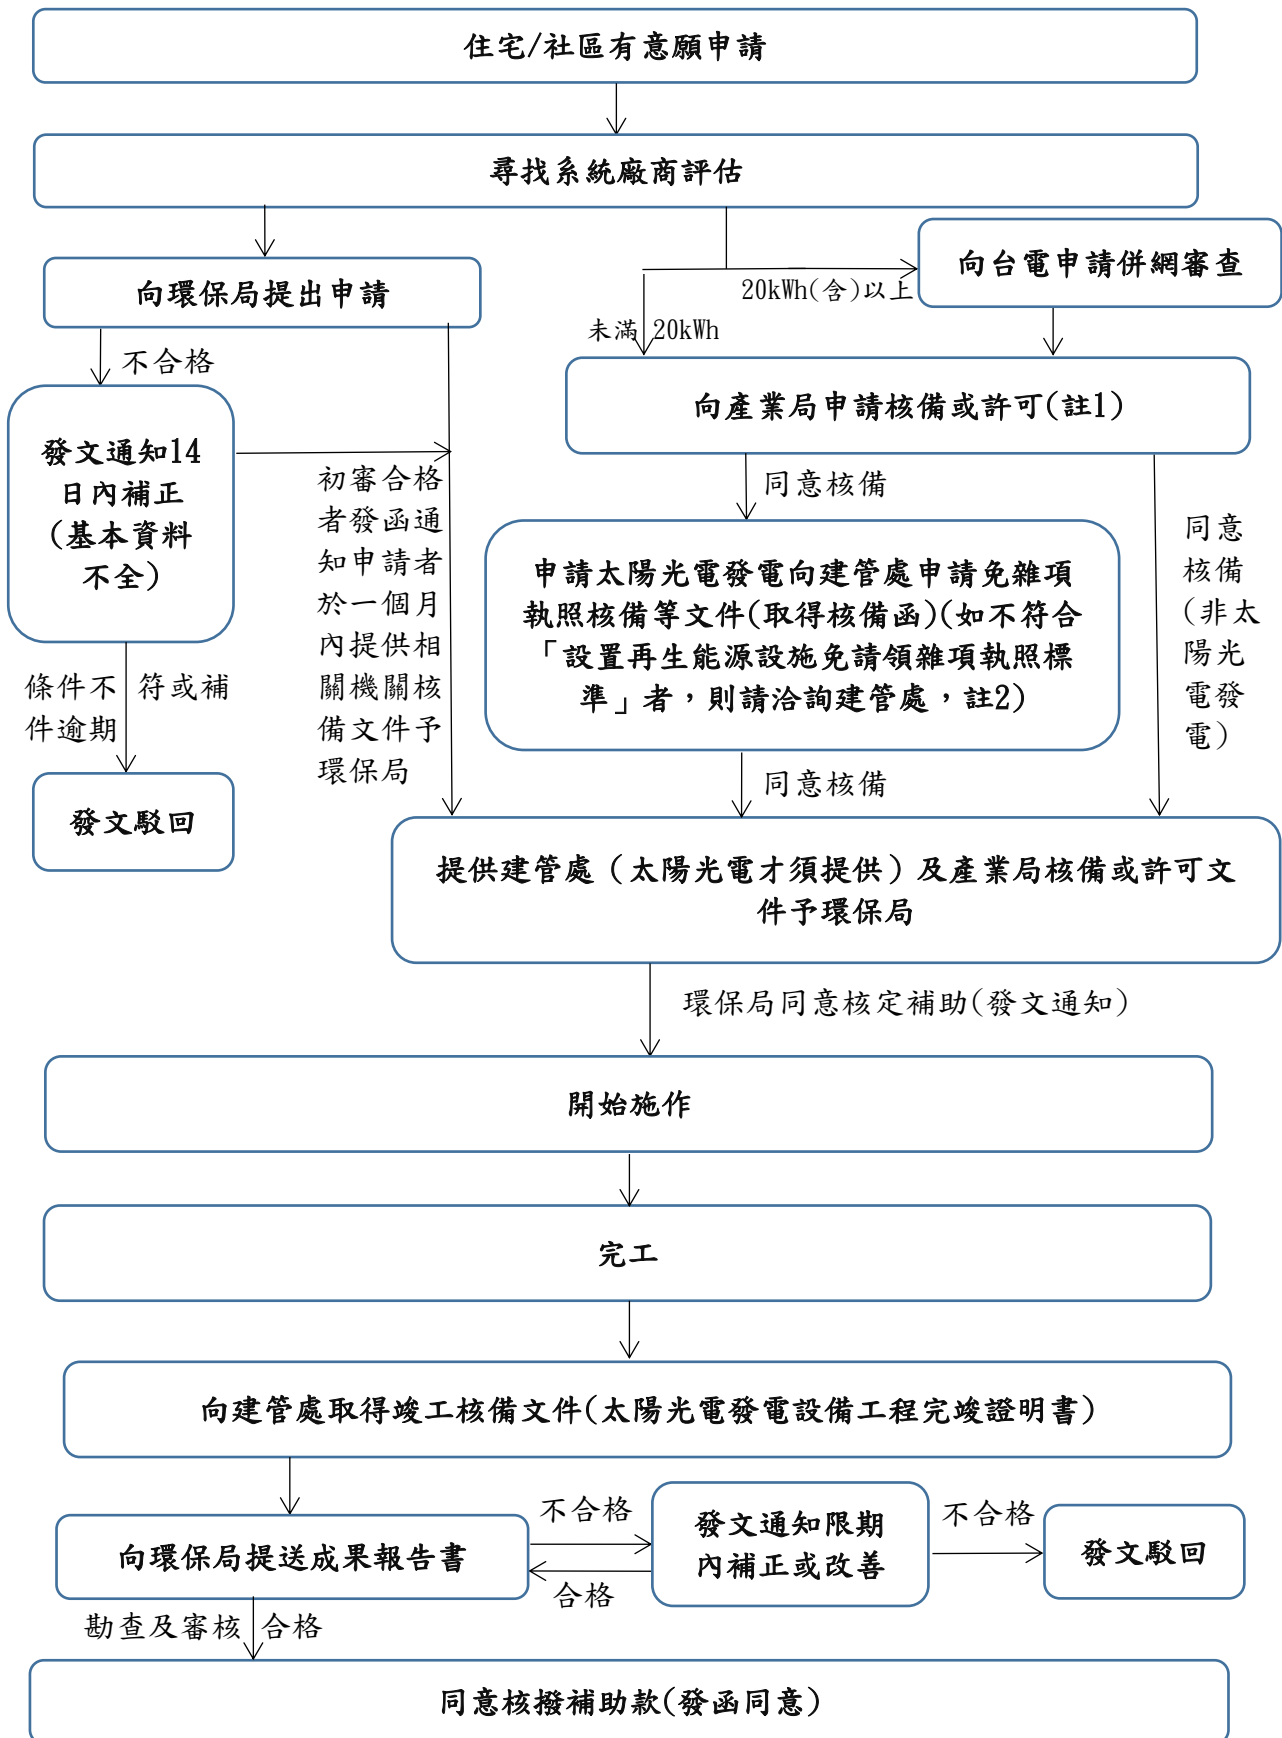 住宅/社區有意願申請
尋找系統廠商評估
向環保局提出申請
向台電申請併網審查
20kWh(含)以上
未滿 20kWh
不合格
向產業局申請核備或許可(註1)
發文通知14
日內補正
(基本資料
不全)
初審合格
者發函通
知申請者
於一個月
內提供相
關機關核
備文件予
環保局
同意核備
同意
核備
(非太
陽光
電發
電)
申請太陽光電發電向建管處申請免雜項
執照核備等文件(取得核備函)(如不符合
「設置再生能源設施免請領雜項執照標
準」者，則請洽詢建管處，註2)
條件不符或補
件逾期
發文駁回
同意核備
提供建管處（太陽光電才須提供）及產業局核備或許可文
件予環保局
環保局同意核定補助(發文通知)
開始施作
完工
向建管處取得竣工核備文件(太陽光電發電設備工程完竣證明書)
向環保局提送成果報告書
不合格
合格
發文通知限期
內補正或改善
不合格
發文駁回
勘查及審核合格
同意核撥補助款(發函同意)